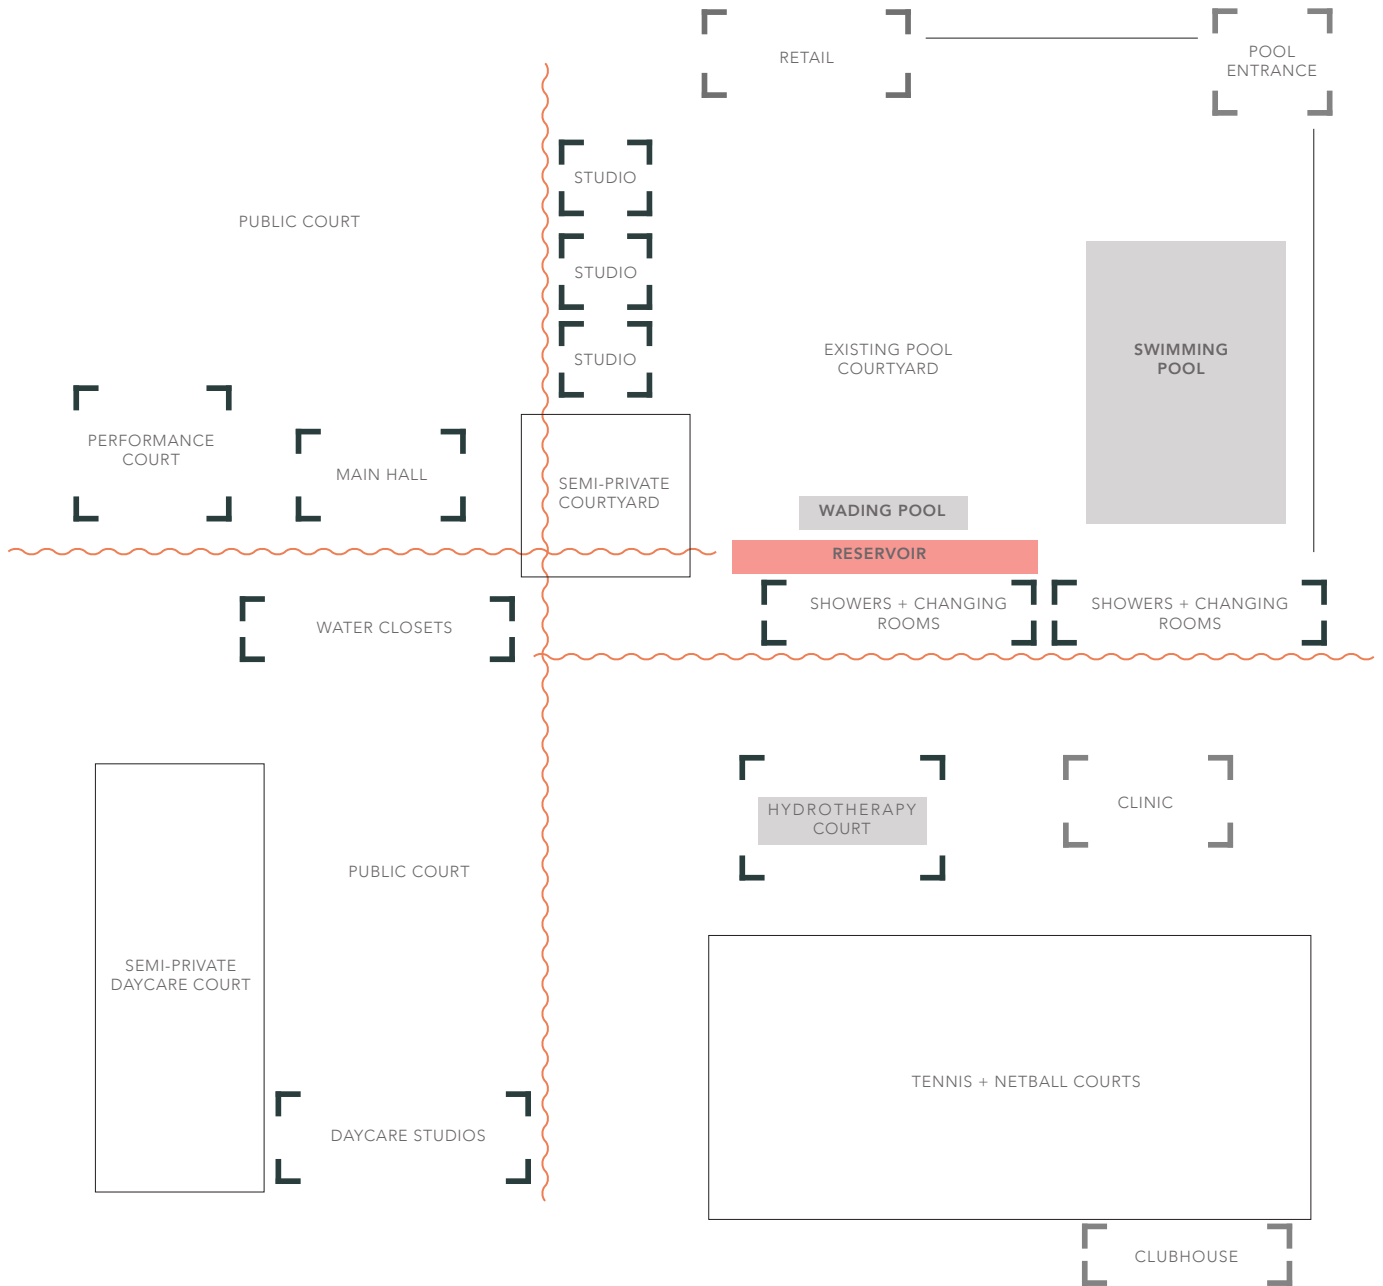 RETAIL
POOL
ENTRANCE
STUDIO
PUBLIC COURT
STUDIO
STUDIO
EXISTING POOL
COURTYARD
SWIMMING
POOL
PERFORMANCE
COURT
MAIN HALL
SEMI-PRIVATE
COURTYARD
WADING POOL
RESERVOIR
SHOWERS + CHANGING
ROOMS
SHOWERS + CHANGING
ROOMS
WATER CLOSETS
HYDROTHERAPY
COURT
CLINIC
PUBLIC COURT
SEMI-PRIVATE
DAYCARE COURT
TENNIS + NETBALL COURTS
DAYCARE STUDIOS
CLUBHOUSE